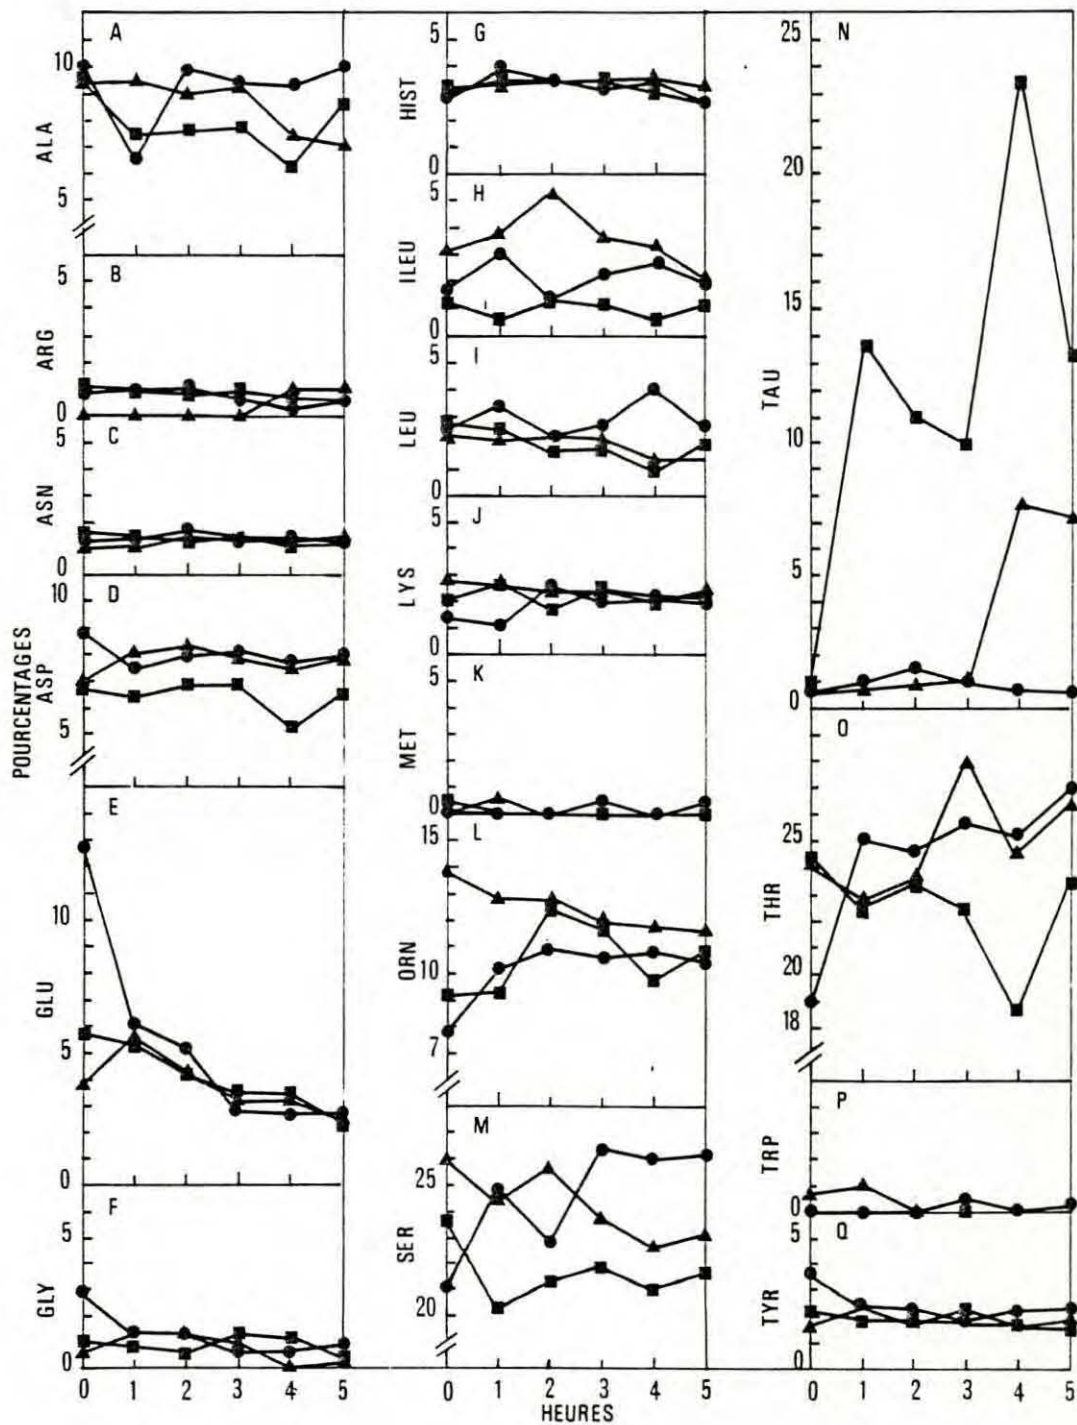 POURCENTAGES
A
ALA
10
5
B
ARG
5
0
C
ASN
5
0
D
ASP
10
5
E
GLU
10
5
0
F
GLY
5
0
0 1 2 3 4 5
G
HIST
5
0
H
ILEU
5
0
I
LEU
5
0
J
LYS
5
0
K
MET
5
0
L
ORN
15
10
7
M
SER
25
20
0 1 2 3 4 5
HEURES
N
TAU
25
20
15
10
5
0
O
THR
25
20
18
P
TRP
0
Q
TYR
5
0
0 1 2 3 4 5